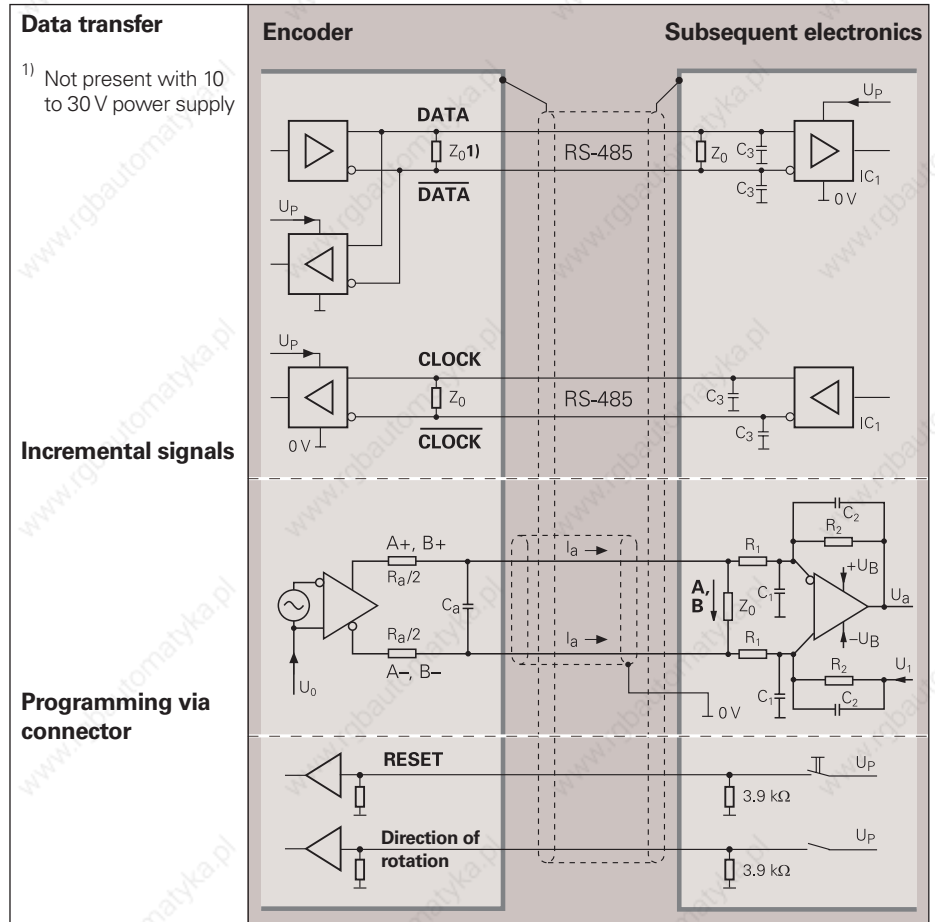 Data transfer
1) Not present with 10
to 30 V power supply
Encoder
Subsequent electronics
DATA
Z0 1)
DATA
RS-485
Z0
C3
C3
UP
IC1
0 V
UP
UP
CLOCK
Z0
CLOCK
0 V
RS-485
C3
C3
IC1
Incremental signals
A+, B+
Ra/2
Ca
Ra/2
A–, B–
U0
Ia
Ia
0 V
A,
B
Z0
R1
C1
R1
C1
C2
R2
+UB
Ua
–UB
R2
U1
C2
Programming via
connector
RESET
3.9 kΩ
UP
Direction of
rotation
3.9 kΩ
UP
www.rgbautomatyka.pl